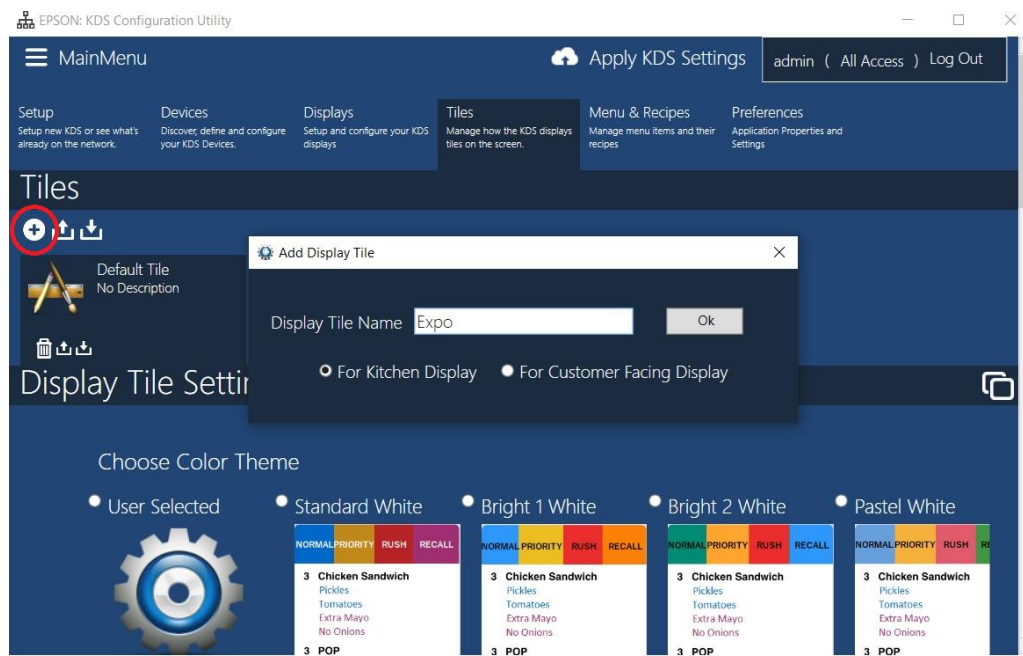 EPSON: KDS Configuration Utility
MainMenu
Apply KDS Settings
admin ( All Access ) Log Out
Setup
Setup new KDS or see what's
already on the network.
Devices
Discover, define and configure
your KDS Devices.
Displays
Setup and configure your KDS
displays
Tiles
Manage how the KDS displays
tiles on the screen.
Menu & Recipes
Manage menu items and their
recipes
Preferences
Application Properties and
Settings
Tiles
Default Tile
No Description
Add Display Tile
Display Tile Name Expo Ok
For Kitchen Display For Customer Facing Display
Display Tile Settin
Choose Color Theme
User Selected
Standard White
NORMAL PRIORITY RUSH RECALL
3 Chicken Sandwich
Pickles
Tomatoes
Extra Mayo
No Onions
3 POP
Bright 1 White
NORMAL PRIORITY RUSH RECALL
3 Chicken Sandwich
Pickles
Tomatoes
Extra Mayo
No Onions
3 POP
Bright 2 White
NORMAL PRIORITY RUSH RECALL
3 Chicken Sandwich
Pickles
Tomatoes
Extra Mayo
No Onions
3 POP
Pastel White
NORMAL PRIORITY RUSH RE
3 Chicken Sandwich
Pickles
Tomatoes
Extra Mayo
No Onions
3 POP